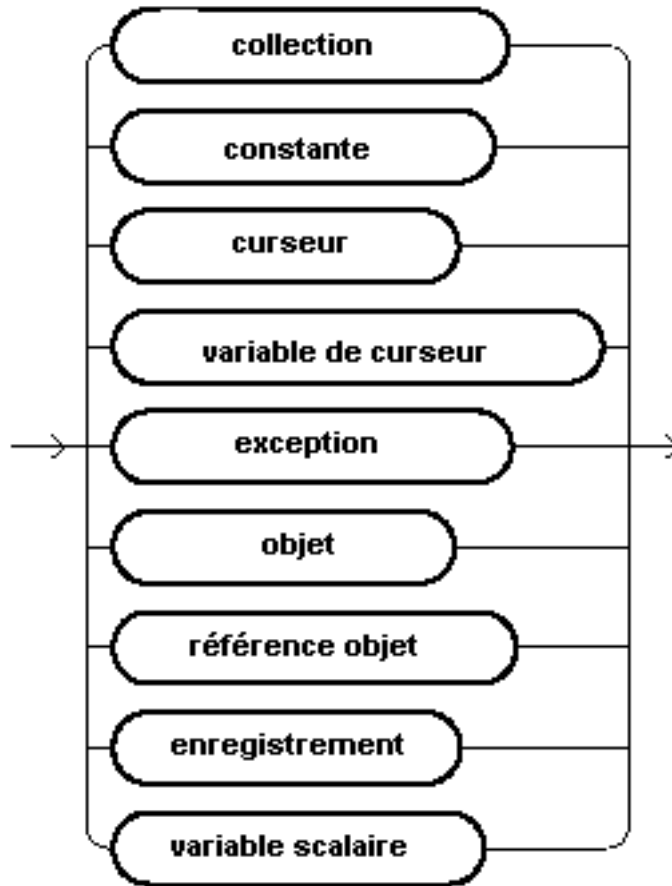 collection
constante
curseur
variable de curseur
exception
objet
référence objet
enregistrement
variable scalaire